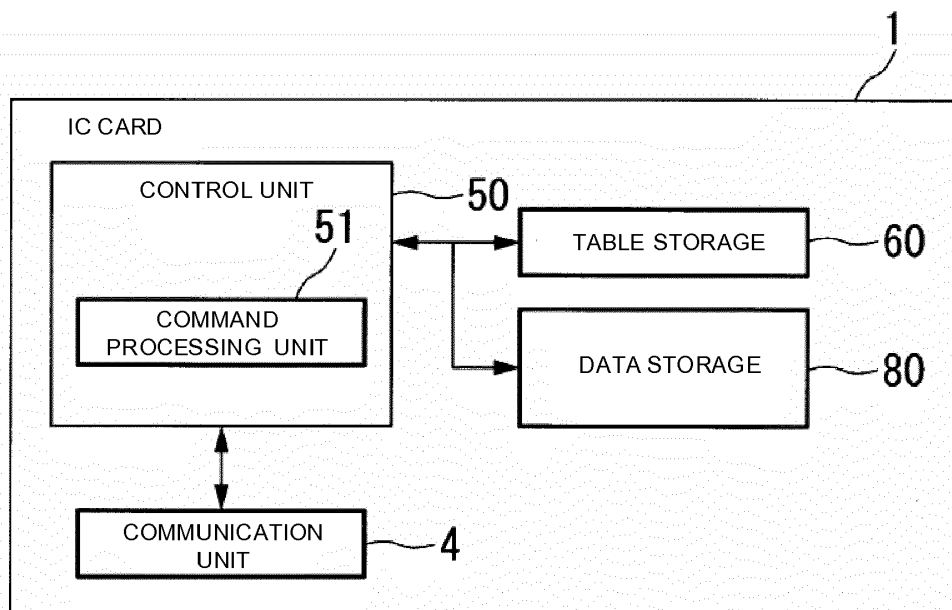 1
IC CARD
CONTROL UNIT
50
51
COMMAND
PROCESSING UNIT
TABLE STORAGE
60
DATA STORAGE
80
COMMUNICATION
UNIT
4